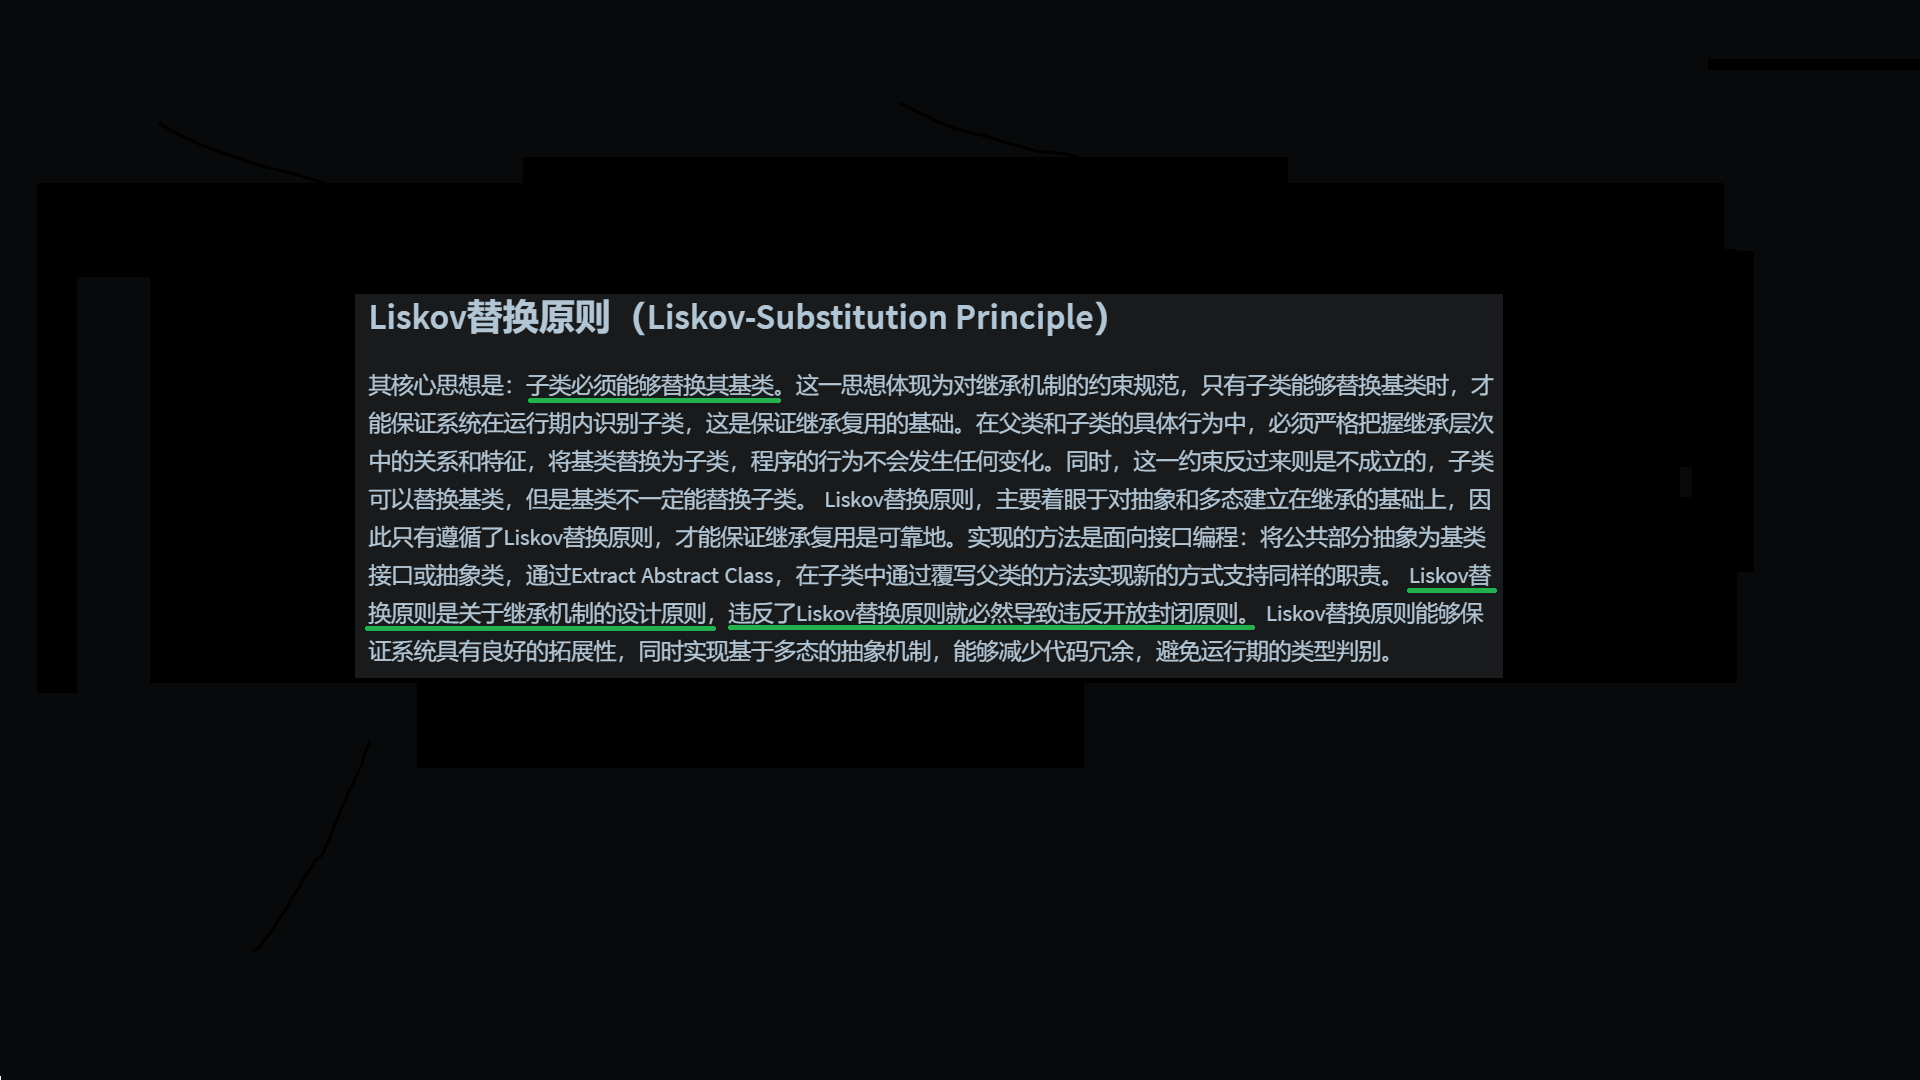 Liskov替换原则（Liskov-Substitution Principle）
其核心思想是：子类必须能够替换其基类。这一思想体现为对继承机制的约束规范，只有子类能够替换基类时，才
能保证系统在运行期内识别子类，这是保证继承复用的基础。在父类和子类的具体行为中，必须严格把握继承层次
中的关系和特征，将基类替换为子类，程序的行为不会发生任何变化。同时，这一约束反过来则是不成立的，子类
可以替换基类，但是基类不一定能替换子类。 Liskov替换原则，主要着眼于对抽象和多态建立在继承的基础上，因
此只有遵循了Liskov替换原则，才能保证继承复用是可靠地。实现的方法是面向接口编程：将公共部分抽象为基类
接口或抽象类，通过Extract Abstract Class，在子类中通过覆写父类的方法实现新的方式支持同样的职责。 Liskov替
换原则是关于继承机制的设计原则，违反了Liskov替换原则就必然导致违反开放封闭原则。 Liskov替换原则能够保
证系统具有良好的拓展性，同时实现基于多态的抽象机制，能够减少代码冗余，避免运行期的类型判别。